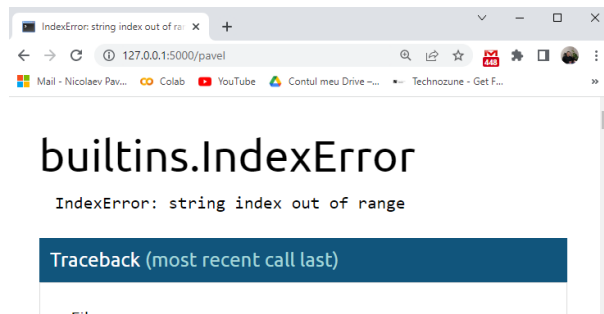 IndexError: string index out of ra
127.0.0.1:5000/pavel
448
Mail - Nicolaev Pav... Colab YouTube Contul meu Drive –... Technozune - Get F... »
builtins.IndexError
IndexError: string index out of range
Traceback (most recent call last)